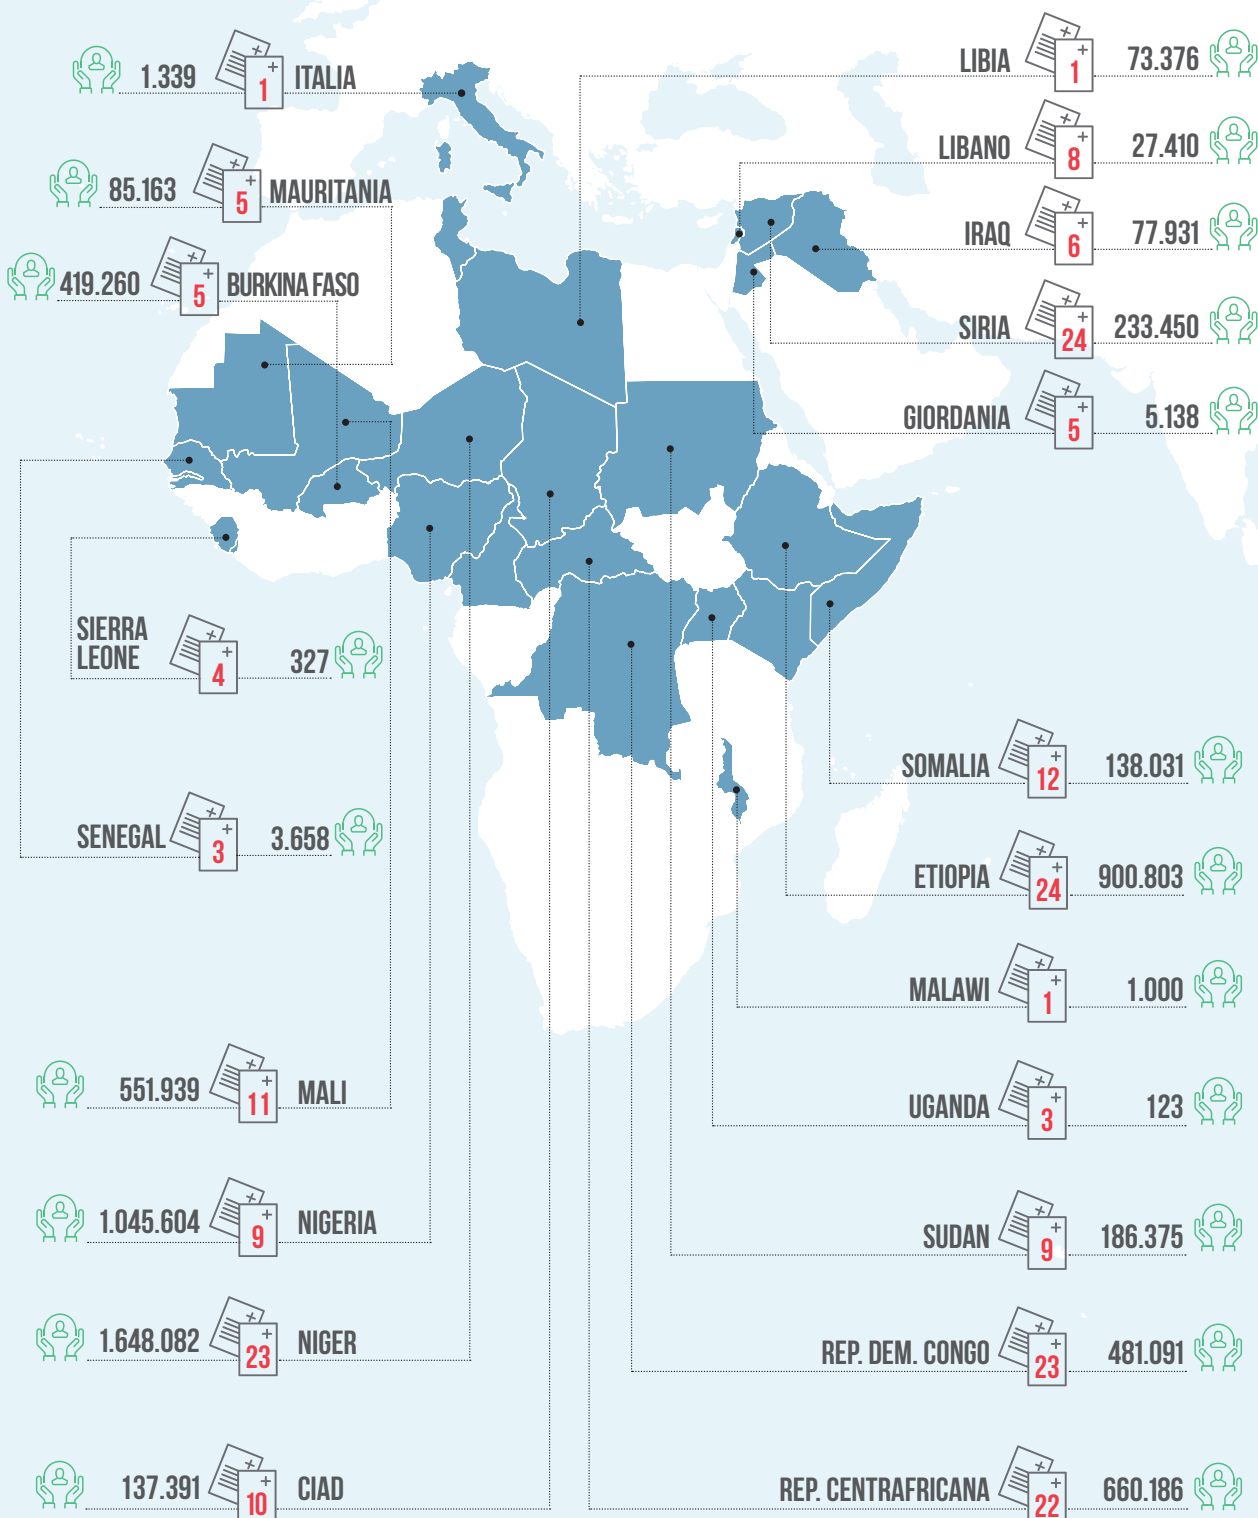 1.339 1 ITALIA
85.163 5 MAURITANIA
419.260 5 BURKINA FASO
SIERRA
LEONE 4 327
SENEGAL 3 3.658
551.939 11 MALI
1.045.604 9 NIGERIA
1.648.082 23 NIGER
137.391 10 CIAD
LIBIA 1 73.376
LIBANO 8 27.410
IRAQ 6 77.931
SIRIA 24 233.450
GIORDANIA 5 5.138
SOMALIA 12 138.031
ETIOPIA 24 900.803
MALAWI 1 1.000
UGANDA 3 123
SUDAN 9 186.375
REP. DEM. CONGO 23 481.091
REP. CENTRAFRICANA 22 660.186